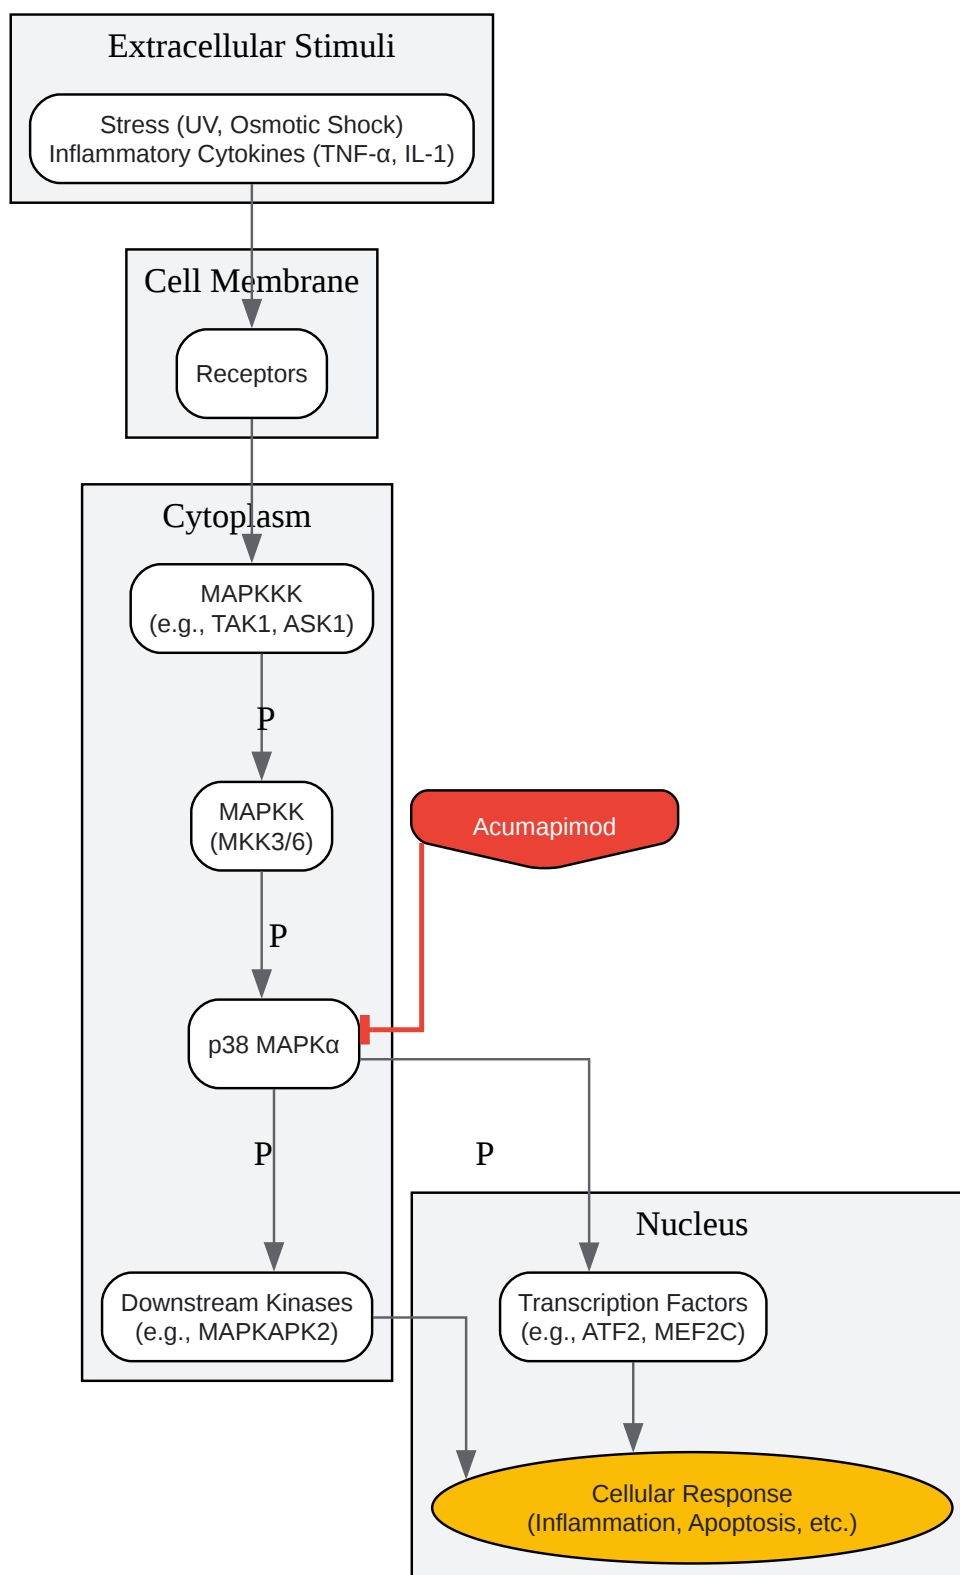 Extracellular Stimuli
Stress (UV, Osmotic Shock)
Inflammatory Cytokines (TNF-α, IL-1)
Cell Membrane
Receptors
Cytoplasm
MAPKKK
(e.g., TAK1, ASK1)
P
MAPKK
(MKK3/6)
Acumapimod
P
p38 MAPKα
P
P
Nucleus
Downstream Kinases
(e.g., MAPKAPK2)
Transcription Factors
(e.g., ATF2, MEF2C)
Cellular Response
(Inflammation, Apoptosis, etc.)